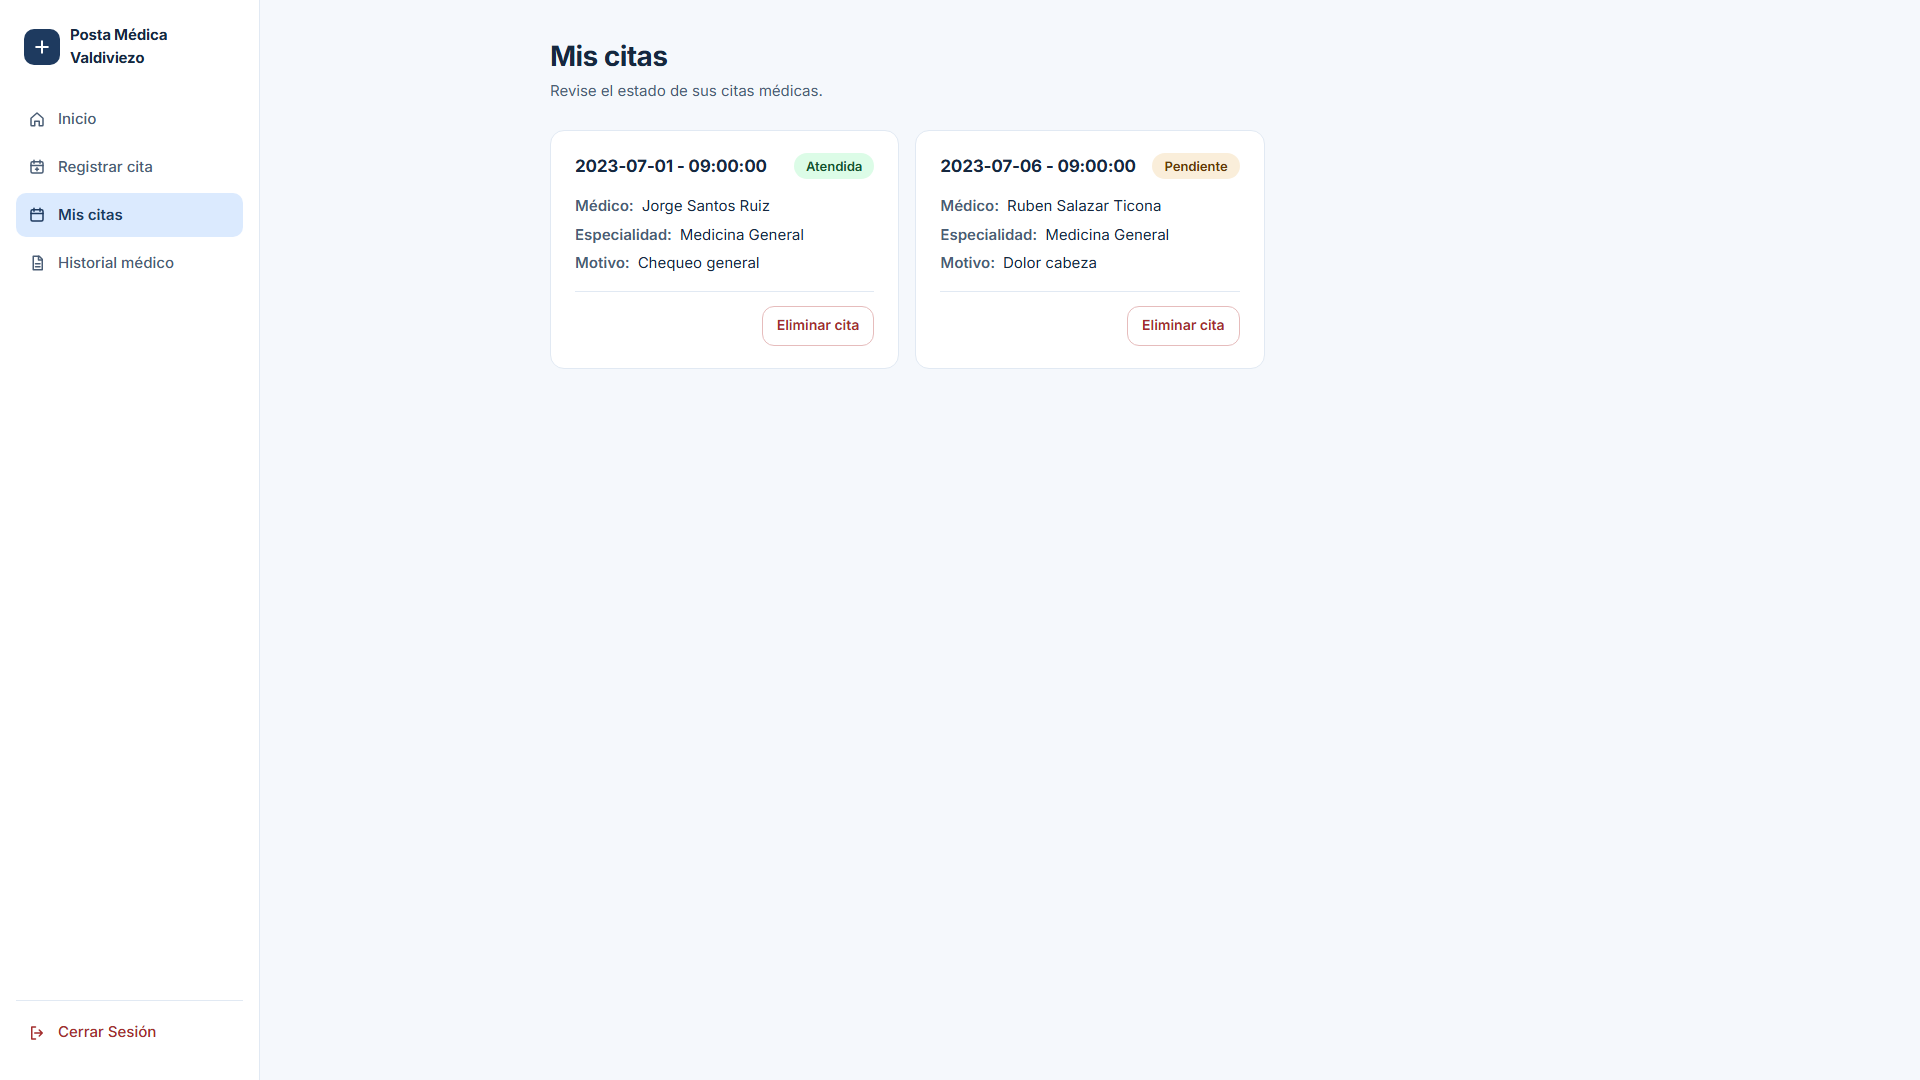 Posta Médica
Valdiviezo
Inicio
Registrar cita
Mis citas
Historial médico
Cerrar Sesión
Mis citas
Revise el estado de sus citas médicas.
2023-07-01 - 09:00:00 Atendida
Médico: Jorge Santos Ruiz
Especialidad: Medicina General
Motivo: Chequeo general
Eliminar cita
2023-07-06 - 09:00:00 Pendiente
Médico: Ruben Salazar Ticona
Especialidad: Medicina General
Motivo: Dolor cabeza
Eliminar cita